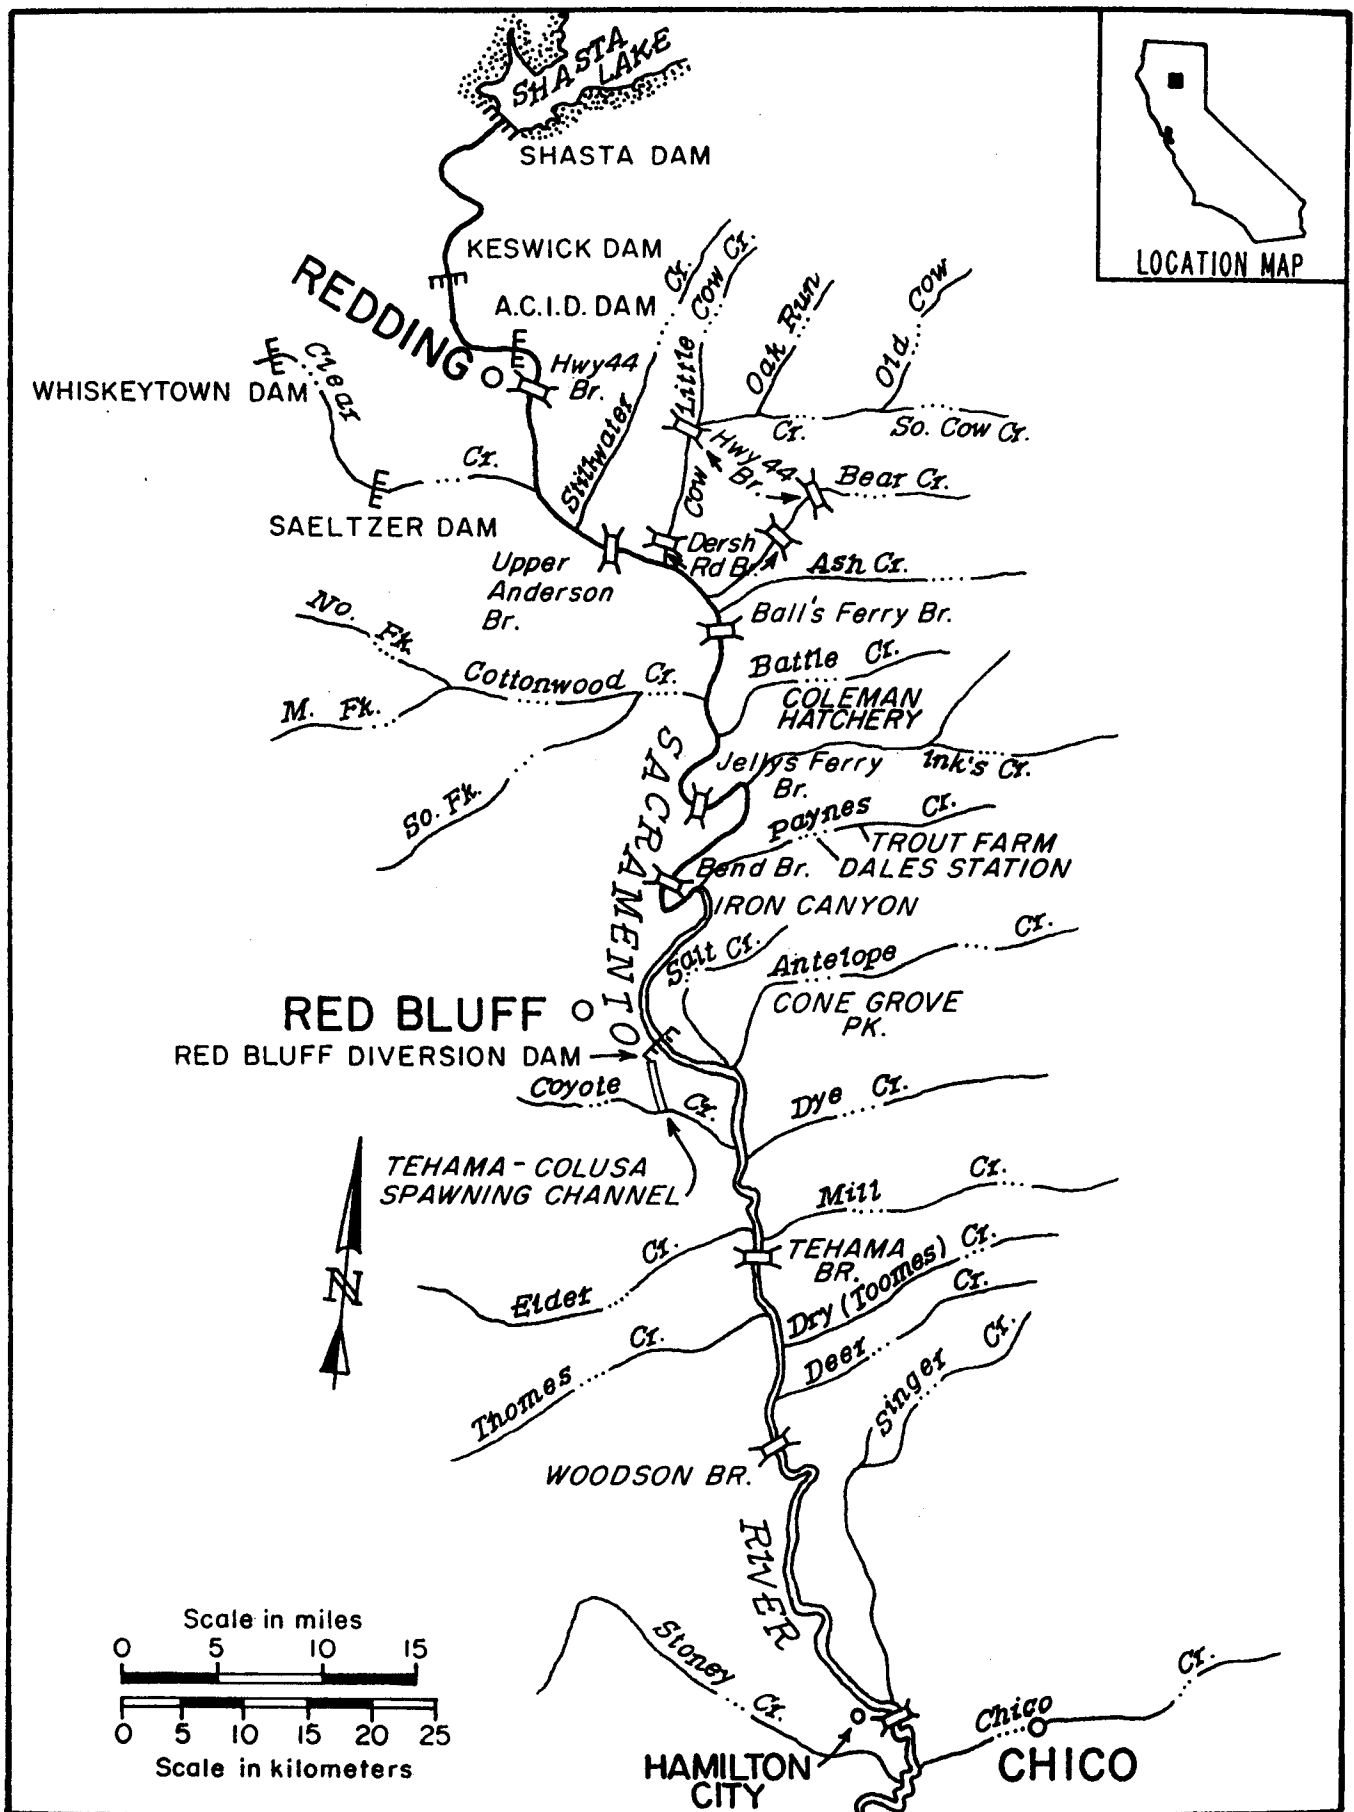 SHASTA
LAKE
SHASTA DAM
LOCATION MAP
KESWICK DAM
REDDING
A.C.I.D. DAM
Hwy 44
Br.
WHISKEYTOWN DAM
Clear
Cr.
SAELTZER DAM
Stillwater
Cr.
Little
Cow Cr.
Oak Run
Cr.
Old Cow
So. Cow Cr.
Hwy 44
Br.
Cow
Bear Cr.
Dersh
Rd Br.
Ash Cr.
Upper
Anderson
Br.
Ball's Ferry Br.
No.
Fk.
Cottonwood Cr.
M. Fk.
So. Fk.
Battle Cr.
COLEMAN
HATCHERY
Jellys Ferry
Br.
Ink's Cr.
SACRAMENTO
Paynes Cr.
TROUT FARM
DALES STATION
Bend Br.
IRON CANYON
Salt Cr.
Antelope Cr.
CONE GROVE
PK.
RED BLUFF
RED BLUFF DIVERSION DAM
Coyote Cr.
Dye Cr.
TEHAMA-COLUSA
SPAWNING CHANNEL
Mill Cr.
N
Elder Cr.
TEHAMA
BR.
Dry (Toomes) Cr.
Thomes Cr.
Deer Cr.
Singer Cr.
WOODSON BR.
RIVER
Stoney Cr.
Chico Cr.
HAMILTON
CITY
CHICO
Scale in miles
0 5 10 15
0 5 10 15 20 25
Scale in kilometers